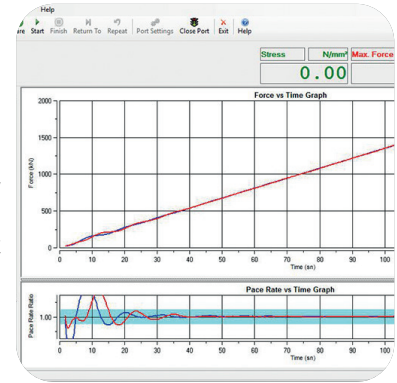 Help
are Start Finish Return To Repeat Port Settings Close Port Exit Help
Stress N/mm² Max. Force
0.00
Force vs Time Graph
Force (kN)
2000
1500
1000
500
0
0 10 20 30 40 50 60 70 80 90 100
Time (sn)
Pace Rate vs Time Graph
Pace Rate Ratio
1.00
0 10 20 30 40 50 60 70 80 90 100
Time (sn)